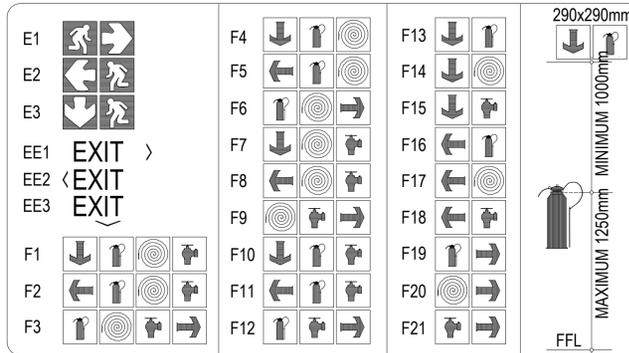 E1
E2
E3
EE1 EXIT >
EE2 < EXIT
EE3 EXIT
F1
F2
F3
F4
F5
F6
F7
F8
F9
F10
F11
F12
F13
F14
F15
F16
F17
F18
F19
F20
F21
290x290mm
MINIMUM 1000mm
MAXIMUM 1250mm
FFL